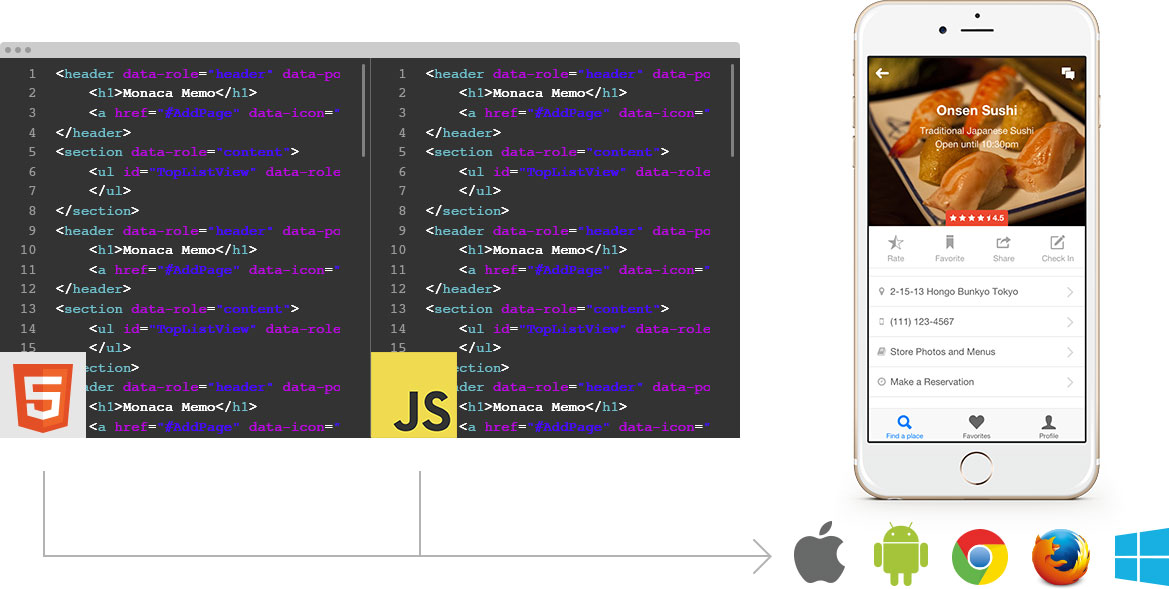 1 <header data-role="header" data-po
2 <h1>Monaca Memo</h1>
3 <a href="#AddPage" data-icon="
4 </header>
5 <section data-role="content">
6 <ul id="TopListView" data-role
7 </ul>
8 </section>
9 <header data-role="header" data-po
10 <h1>Monaca Memo</h1>
11 <a href="#AddPage" data-icon="
12 </header>
13 <section data-role="content">
14 <ul id="TopListView" data-role
15 </ul>
ection>
ader data-role="header" data-po
<h1>Monaca Memo</h1>
<a href="#AddPage" data-icon="
5
1 <header data-role="header" data-po
2 <h1>Monaca Memo</h1>
3 <a href="#AddPage" data-icon="
4 </header>
5 <section data-role="content">
6 <ul id="TopListView" data-role
7 </ul>
8 </section>
9 <header data-role="header" data-po
10 <h1>Monaca Memo</h1>
11 <a href="#AddPage" data-icon="
12 </header>
13 <section data-role="content">
14 <ul id="TopListView" data-role
15 </ul>
ection>
der data-role="header" data-po
<h1>Monaca Memo</h1>
<a href="#AddPage" data-icon="
JS
Onsen Sushi
Traditional Japanese Sushi
Open until 10:30pm
4.5
Rate Favorite Share Check In
2-15-13 Hongo Bunkyo Tokyo
(111) 123-4567
Store Photos and Menus
Make a Reservation
Find a place Favorites Profile